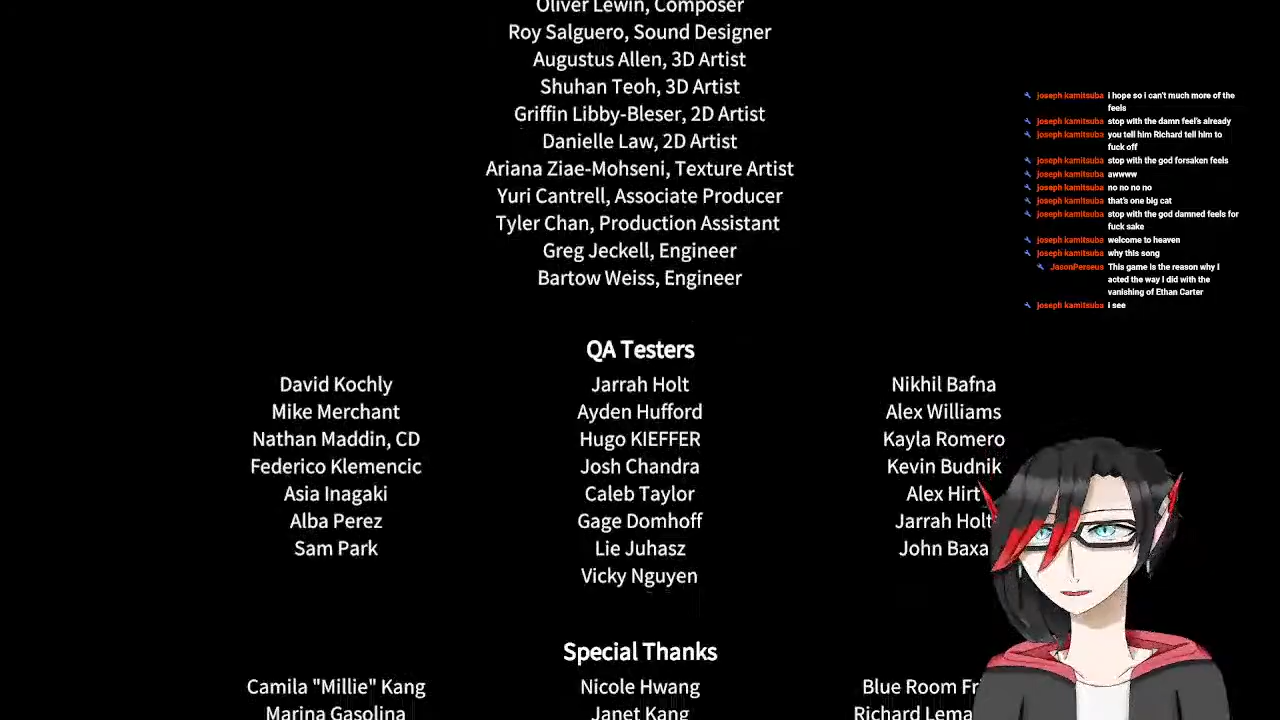 Oliver Lewin, Composer
Roy Salguero, Sound Designer
Augustus Allen, 3D Artist
Shuhan Teoh, 3D Artist
Griffin Libby-Bleser, 2D Artist
Danielle Law, 2D Artist
Ariana Ziae-Mohseni, Texture Artist
Yuri Cantrell, Associate Producer
Tyler Chan, Production Assistant
Greg Jeckell, Engineer
Bartow Weiss, Engineer
QA Testers
David Kochly
Mike Merchant
Nathan Maddin, CD
Federico Klemencic
Asia Inagaki
Alba Perez
Sam Park
Jarrah Holt
Ayden Hufford
Hugo KIEFFER
Josh Chandra
Caleb Taylor
Gage Domhoff
Lie Juhasz
Vicky Nguyen
Nikhil Bafna
Alex Williams
Kayla Romero
Kevin Budnik
Alex Hirt
Jarrah Holt
John Baxa
Special Thanks
Camila "Millie" Kang
Marina Gasolina
Nicole Hwang
Janet Kang
Blue Room
Richard
joseph kamitsuba i hope so i can't much more of the
feels
joseph kamitsuba stop with the damn feel's already
joseph kamitsuba you tell him Richard tell him to
fuck off
joseph kamitsuba stop with the god forsaken feels
joseph kamitsuba awwww
joseph kamitsuba no no no no
joseph kamitsuba that's one big cat
joseph kamitsuba stop with the god damned feels for
fuck sake
joseph kamitsuba welcome to heaven
joseph kamitsuba why this song
JasonPerseus This game is the reason why I
acted the way I did with the
vanishing of Ethan Carter
joseph kamitsuba i see